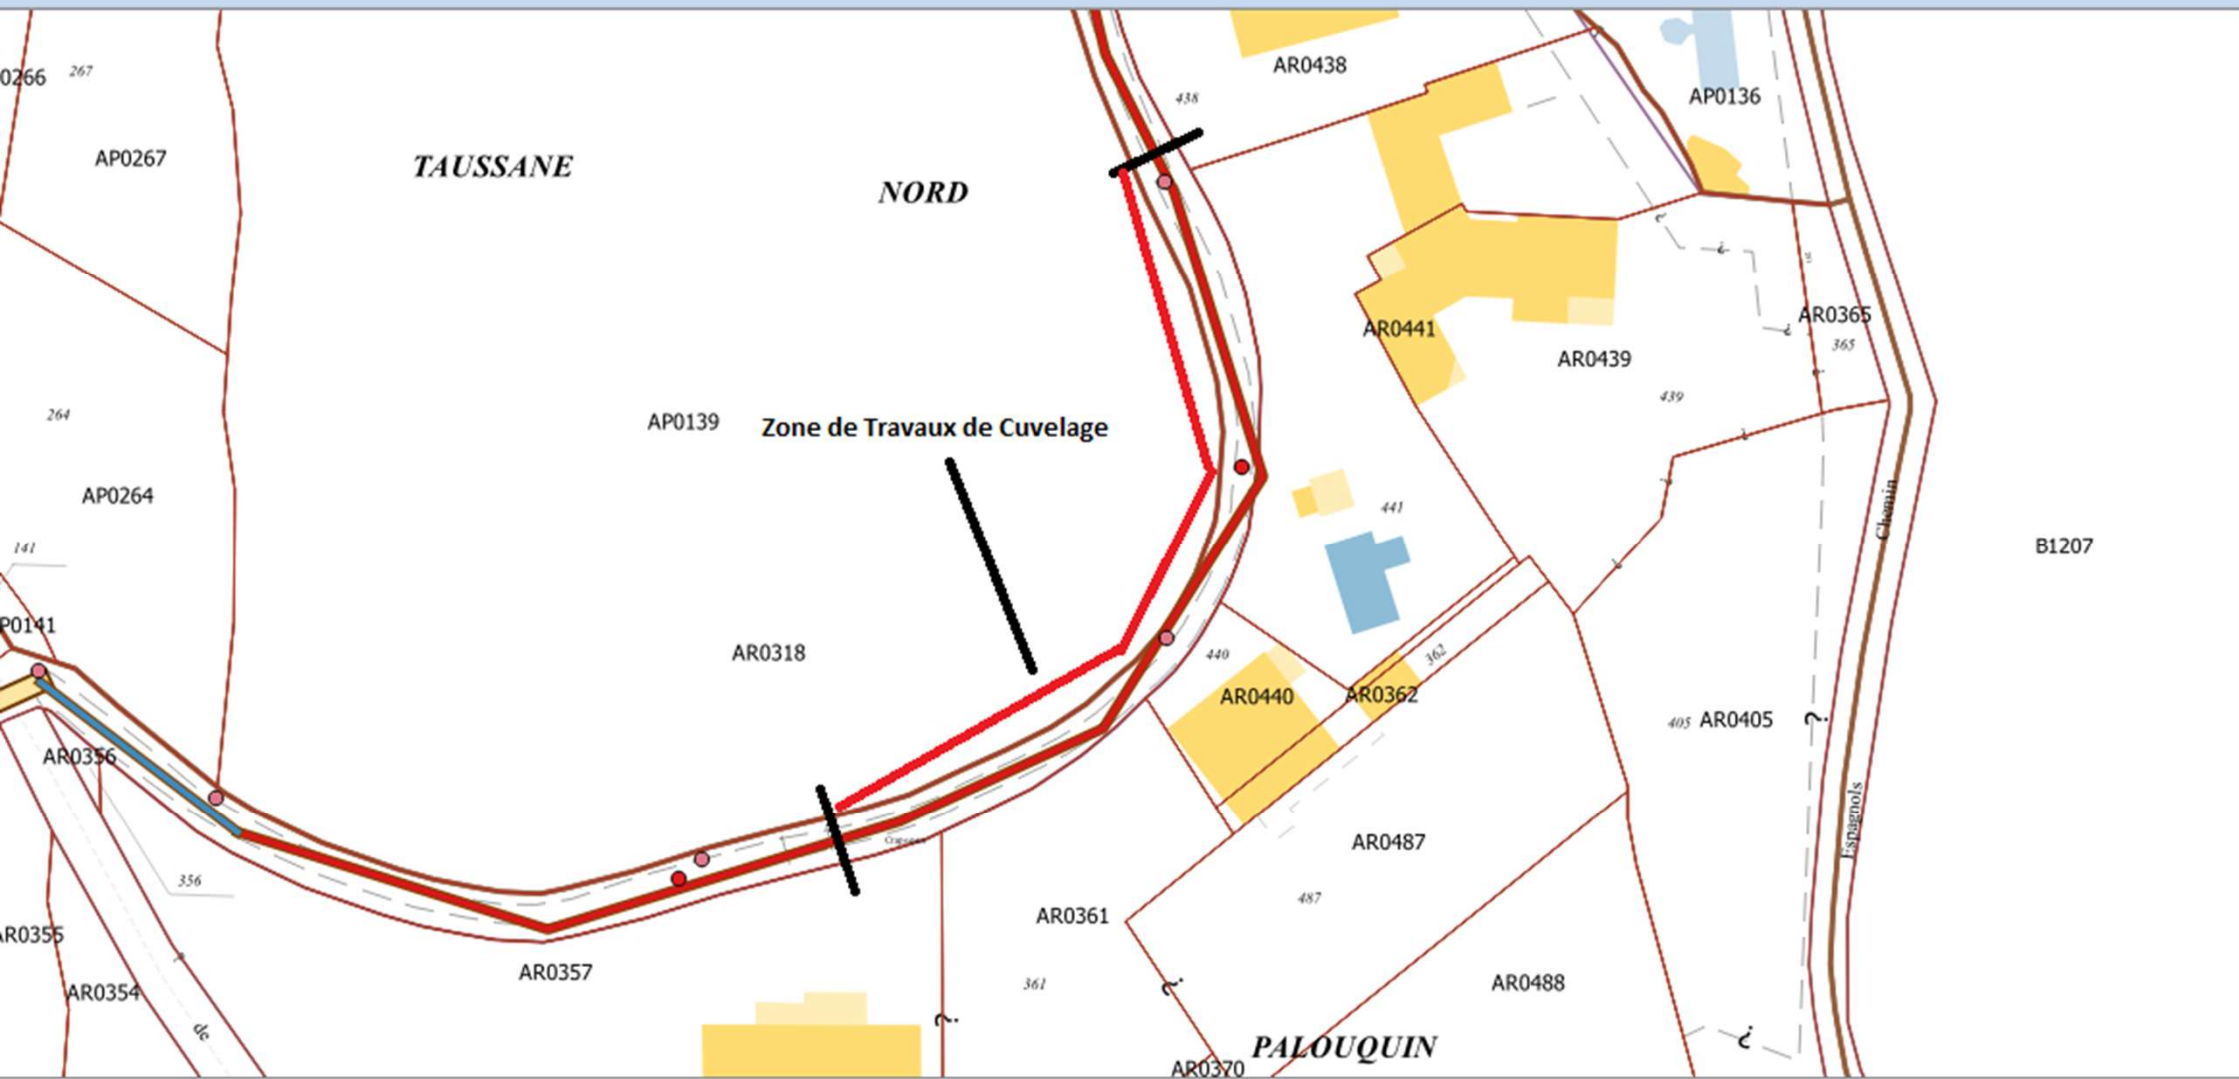 AR0438
0266
267
AP0136
438
AP0267
TAUSSANE
NORD
AR0365
AR0441
365
AR0439
439
264
AP0139
Zone de Travaux de Cuvelage
AP0264
441
Chemin
141
B1207
P0141
AR0318
440
362
AR0440
AR0362
405
AR0405
AR0356
Espagnols
AR0487
356
487
AR0361
AR0355
AR0357
361
AR0488
AR0354
de
PALOUQUIN
AR0370